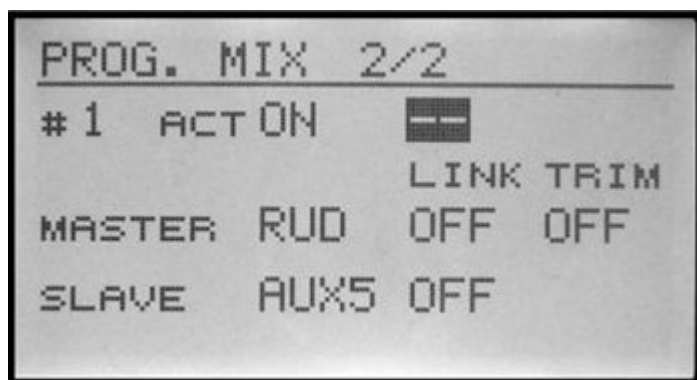 PROG. MIX 2/2
#1 ACT ON --
LINK TRIM
MASTER RUD OFF OFF
SLAVE AUX5 OFF